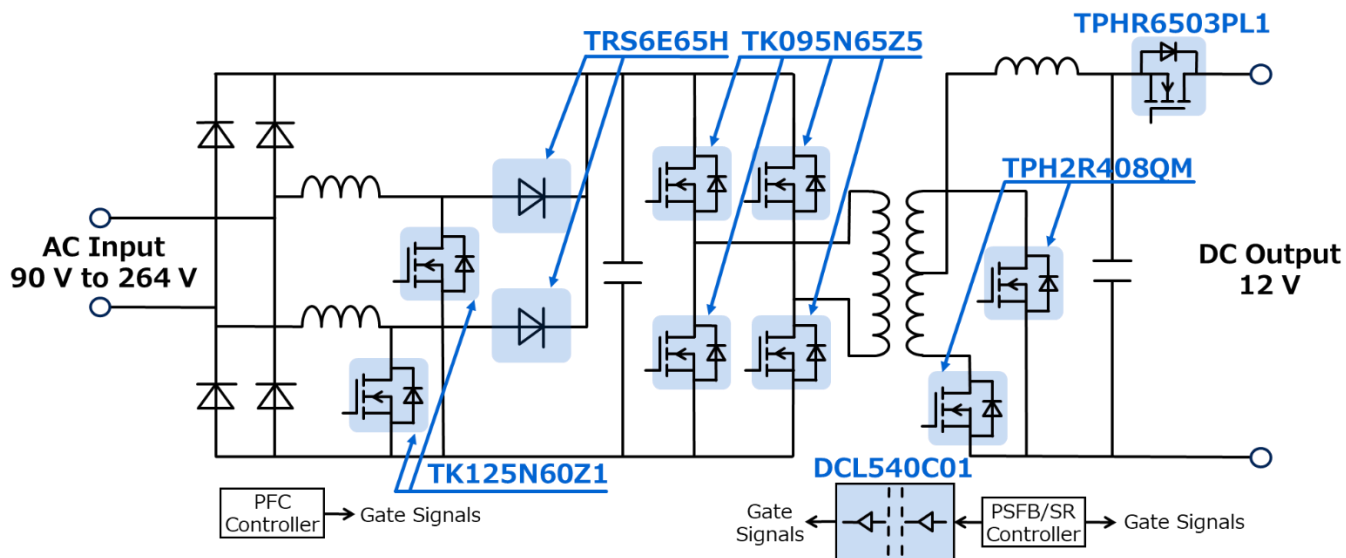 TPHR6503PL1
TRS6E65H
TK095N65Z5
TPH2R408QM
AC Input
90 V to 264 V
DC Output
12 V
TK125N60Z1
DCL540C01
PFC
Controller
Gate Signals
Gate
Signals
PSFB/SR
Controller
Gate Signals